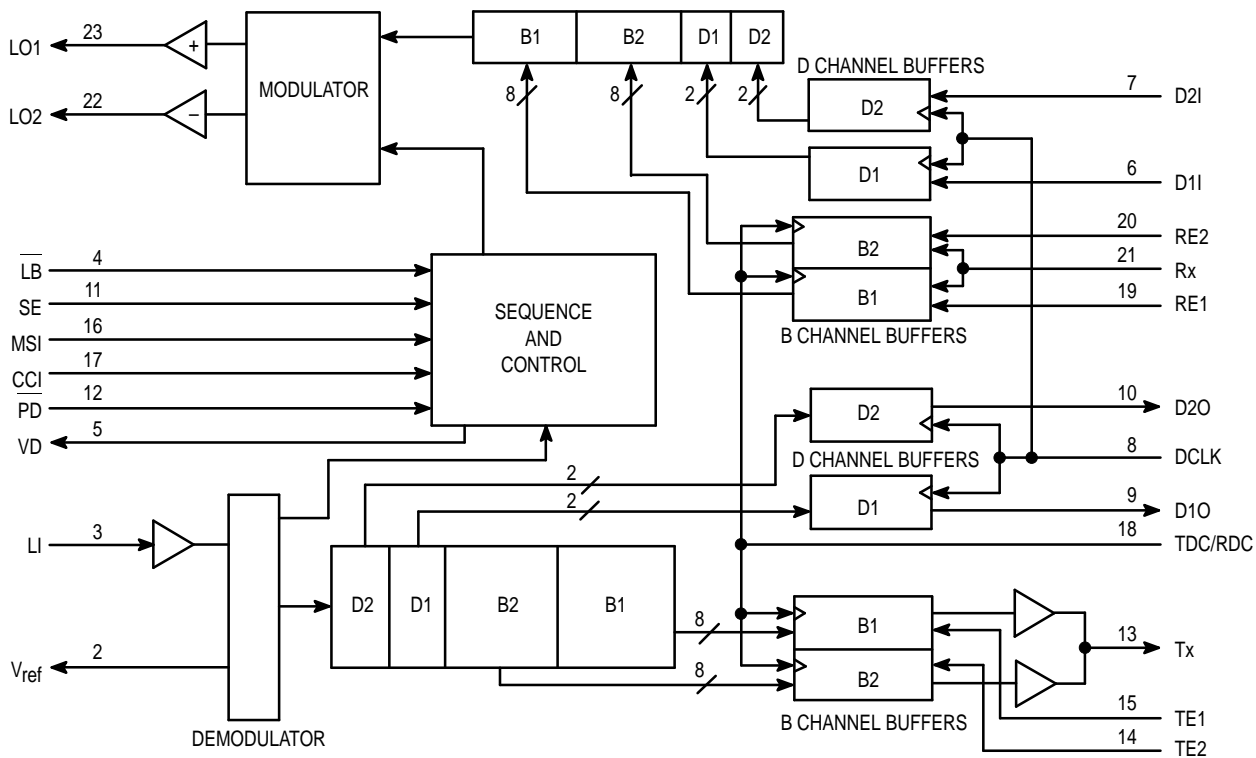 LO1
23
+
MODULATOR
B1
B2
D1
D2
LO2
22
−
8
8
2
2
D CHANNEL BUFFERS
D2
7
D2I
D1
6
D1I
B2
B1
B CHANNEL BUFFERS
20
RE2
21
Rx
19
RE1
LB
4
SE
11
MSI
16
CCI
17
PD
12
VD
5
SEQUENCE
AND
CONTROL
D2
10
D2O
D CHANNEL BUFFERS
8
DCLK
D1
9
D1O
2
2
18
TDC/RDC
LI
3
Vref
2
DEMODULATOR
D2
D1
B2
B1
8
8
B1
B2
B CHANNEL BUFFERS
13
Tx
15
TE1
14
TE2